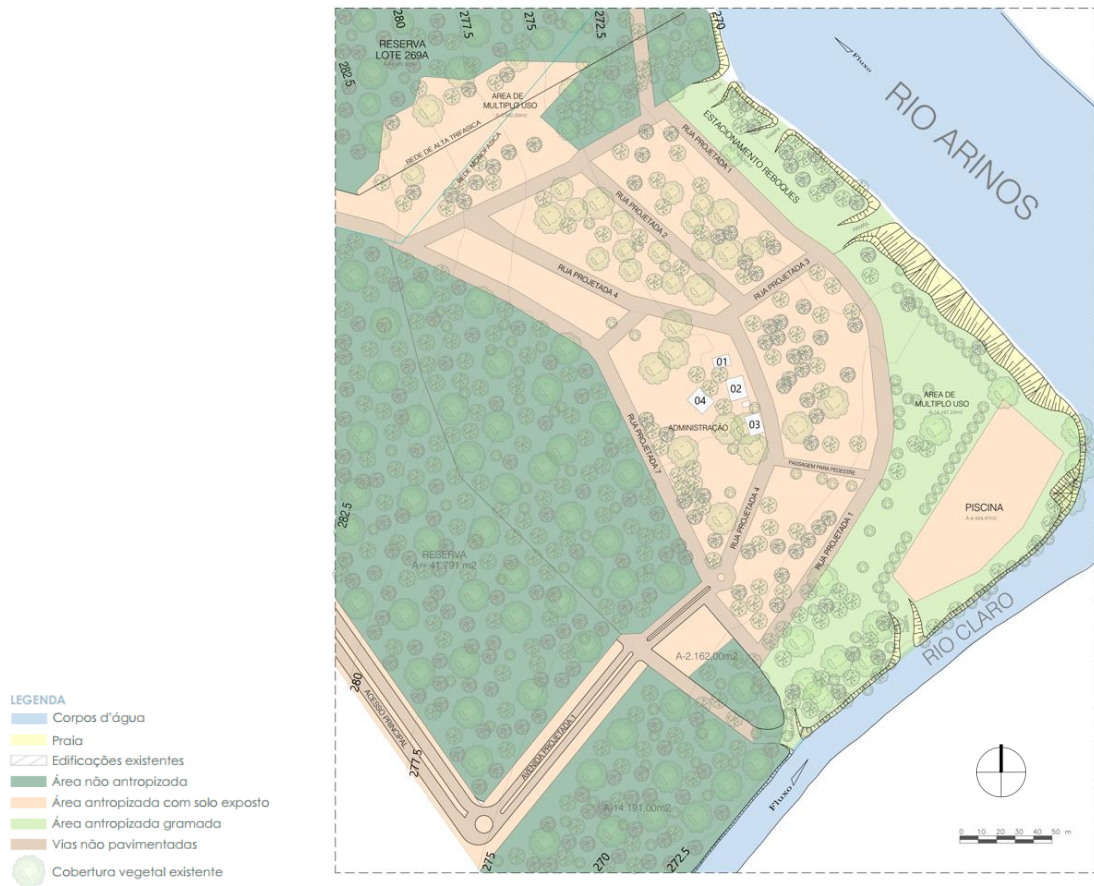 280
277.5
275
272.5
270
RESERVA
LOTE 269A
282.5
ÁREA DE
MULTIPLO USO
REDE DE ALTA TRIFASICA
REDE MONOFASICA
Fluxo
RIO ARINOS
RUA PROJETADA 1
ESTACIONAMENTO REBOQUES
RUA PROJETADA 2
RUA PROJETADA 3
RUA PROJETADA 4
01
02
03
04
ADMINISTRAÇÃO
ÁREA DE
MULTIPLO USO
PASSAGEM PARA PEDESTRE
RUA PROJETADA 7
RUA PROJETADA 4
RUA PROJETADA 1
PISCINA
282.5
RESERVA
A= 41.791 m2
RIO CLARO
A-2.162.00m2
280
ACESSO PRINCIPAL
277.5
AVENIDA PROJETADA 1
A-14.191.00m2
Fluxo
275
270
272.5
0 10 20 30 40 50 m
LEGENDA
Corpos d'água
Praia
Edificações existentes
Área não antropizada
Área antropizada com solo exposto
Área antropizada gramada
Vias não pavimentadas
Cobertura vegetal existente